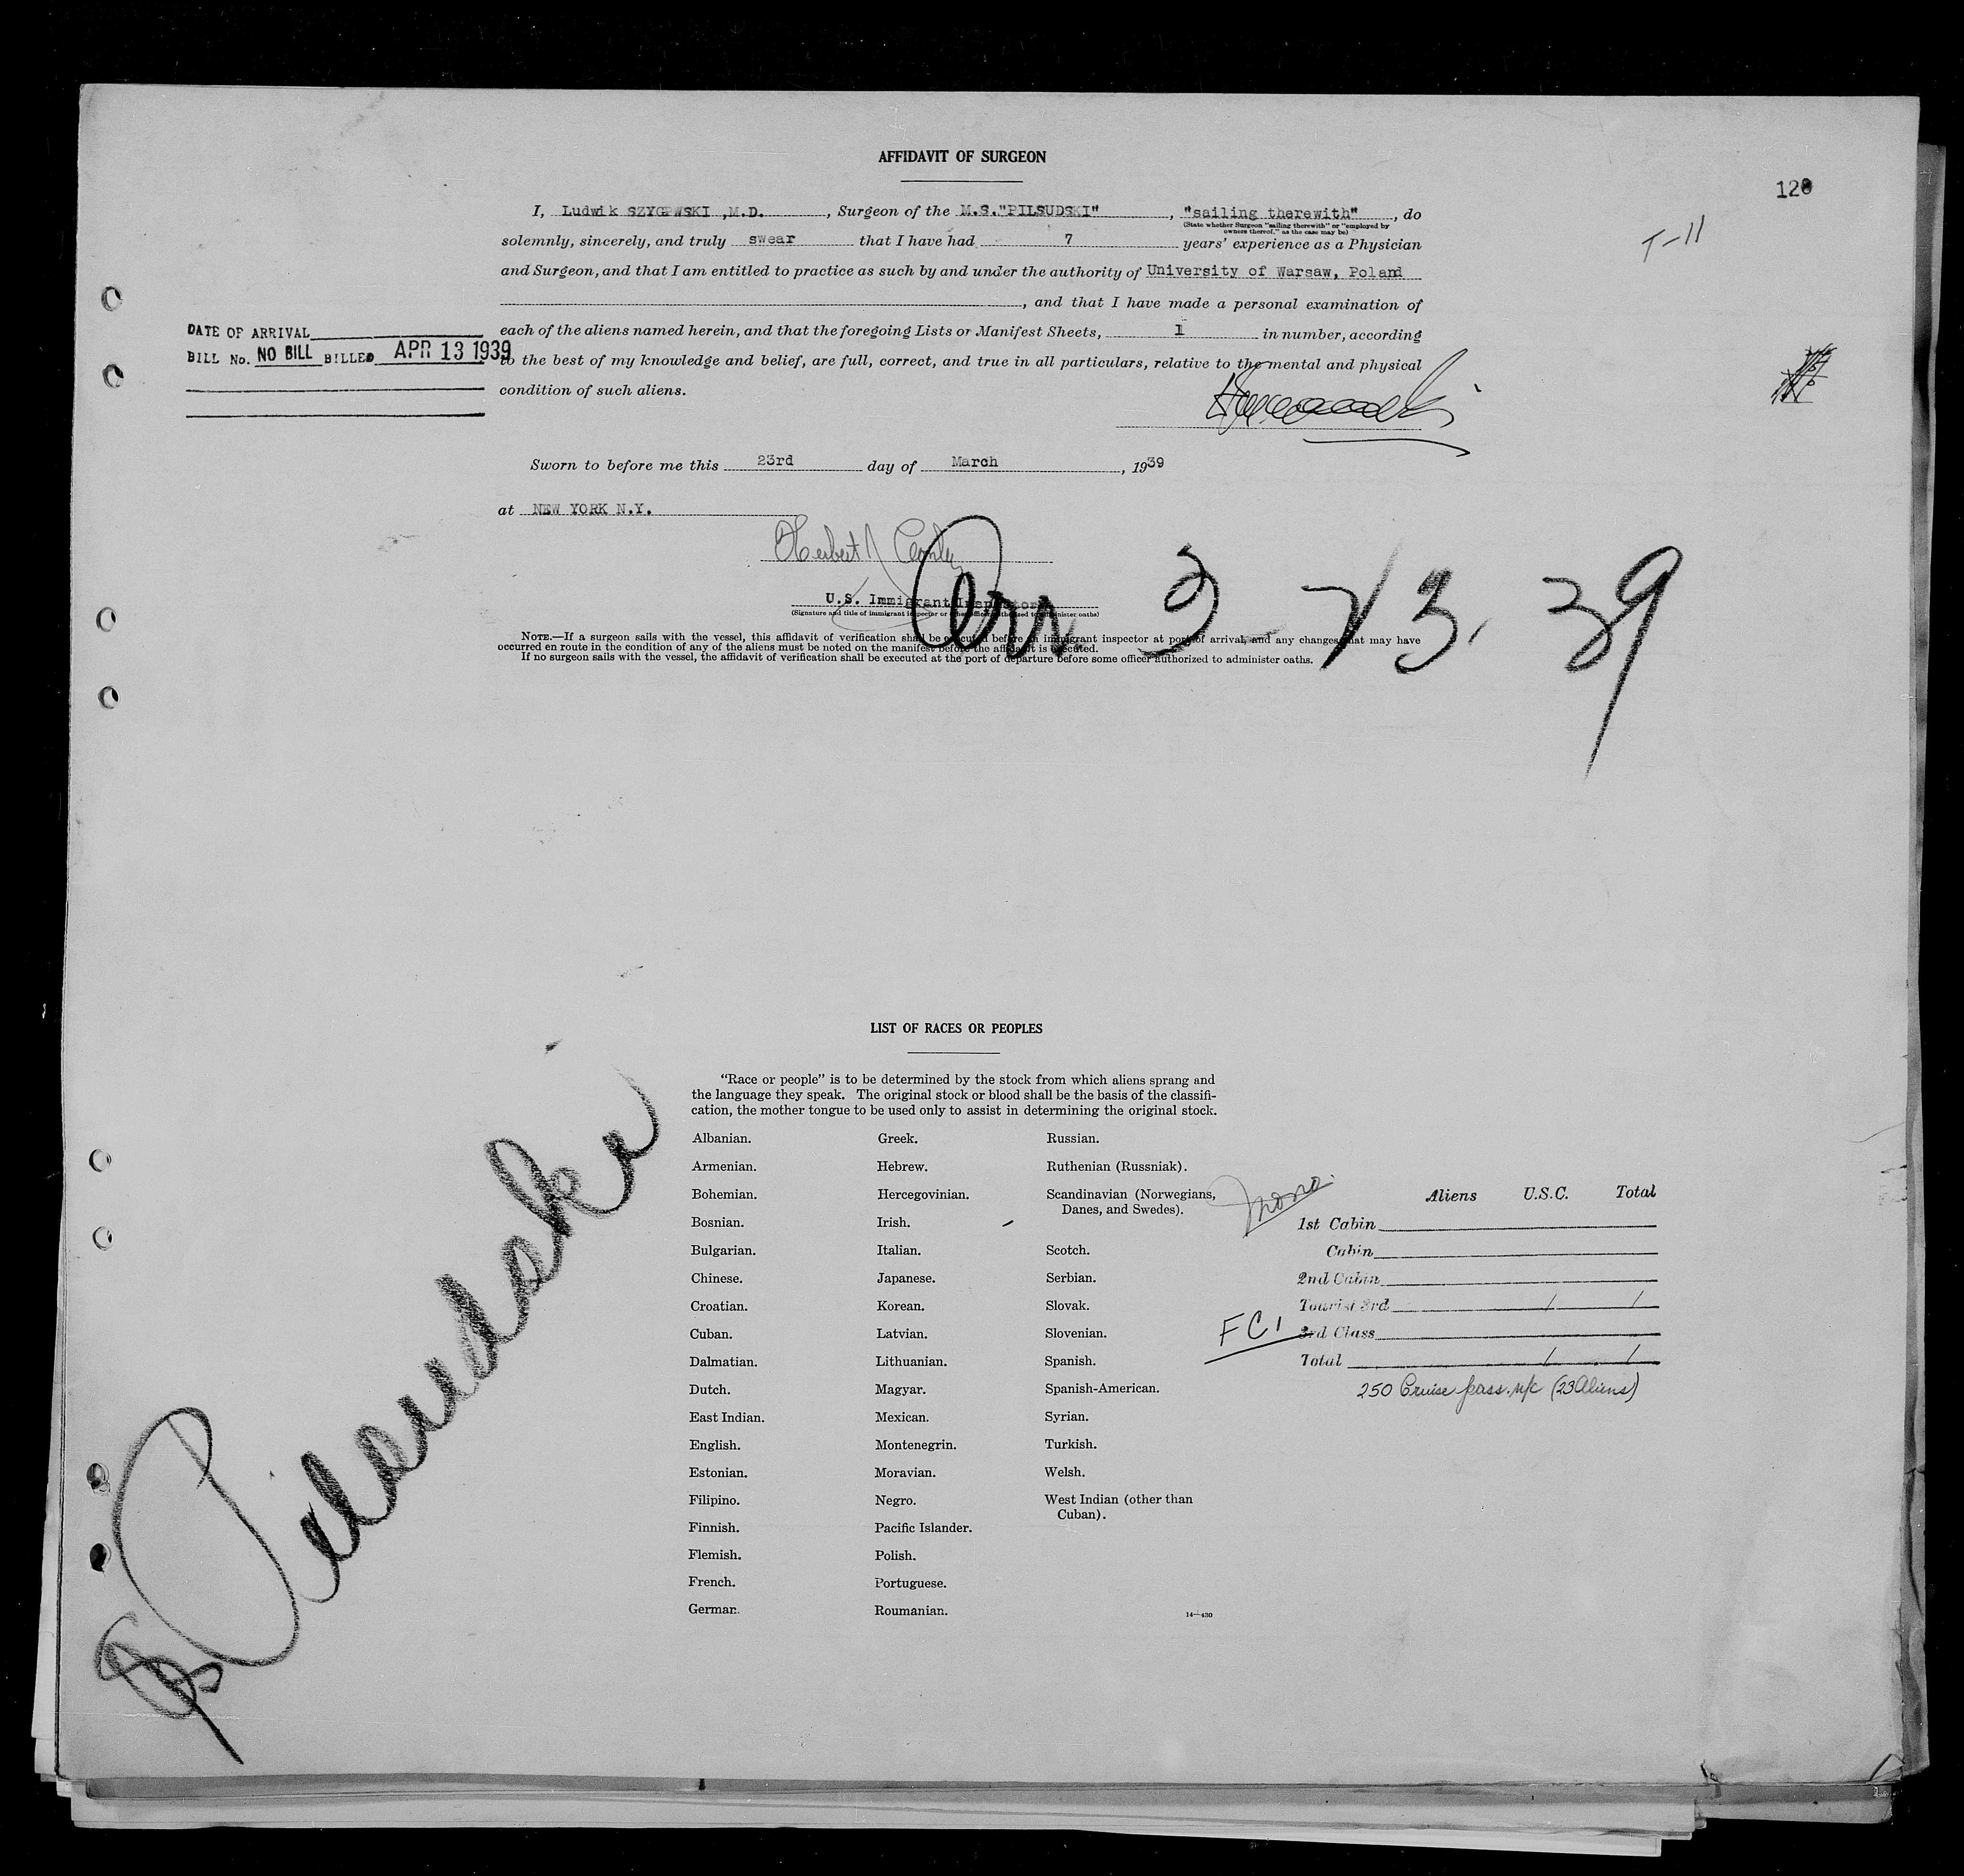 AFFIDAVIT OF SURGEON
T-11
I, Ludwik ,M.D. , Surgeon of the M.S."PILSUDSKI" , "sailing therewith" , do
(State whether Surgeon "sailing therewith" or "employed by
owners thereof," as the case may be)
solemnly, sincerely, and truly swear that I have had 7 years' experience as a Physician
and Surgeon, and that I am entitled to practice as such by and under the authority of University of Warsaw, Poland
, and that I have made a personal examination of
each of the aliens named herein, and that the foregoing Lists or Manifest Sheets, 1 in number, according
to the best of my knowledge and belief, are full, correct, and true in all particulars, relative to the mental and physical
condition of such aliens.
DATE OF ARRIVAL
BILL No. NO BILL BILLED APR 13 1939
Sworn to before me this 23rd day of March , 1939
at NEW YORK N.Y.
Herbert
U.S. Immigrant Inspector
(Signature and title of immigrant inspector or other officer authorized to administer oaths)
Arr 3-23. 39
NOTE.—If a surgeon sails with the vessel, this affidavit of verification shall be executed before an immigrant inspector at port of arrival, and any changes that may have
occurred en route in the condition of any of the aliens must be noted on the manifest before the affidavit is executed.
If no surgeon sails with the vessel, the affidavit of verification shall be executed at the port of departure before some officer authorized to administer oaths.
Pilsudski
LIST OF RACES OR PEOPLES
"Race or people" is to be determined by the stock from which aliens sprang and
the language they speak. The original stock or blood shall be the basis of the classifi-
cation, the mother tongue to be used only to assist in determining the original stock.
Albanian.
Armenian.
Bohemian.
Bosnian.
Bulgarian.
Chinese.
Croatian.
Cuban.
Dalmatian.
Dutch.
East Indian.
English.
Estonian.
Filipino.
Finnish.
Flemish.
French.
German.
Greek.
Hebrew.
Hercegovinian.
Irish.
Italian.
Japanese.
Korean.
Latvian.
Lithuanian.
Magyar.
Mexican.
Montenegrin.
Moravian.
Negro.
Pacific Islander.
Polish.
Portuguese.
Roumanian.
Russian.
Ruthenian (Russniak).
Scandinavian (Norwegians,
Danes, and Swedes).
Scotch.
Serbian.
Slovak.
Slovenian.
Spanish.
Spanish-American.
Syrian.
Turkish.
Welsh.
West Indian (other than
Cuban).
14—430
Aliens U.S.C. Total
1st Cabin
Cabin
2nd Cabin
Tourist 3rd 1 1
FC1 3rd Class
Total 1 1
250 Cruise pass. n/c (23 Aliens)